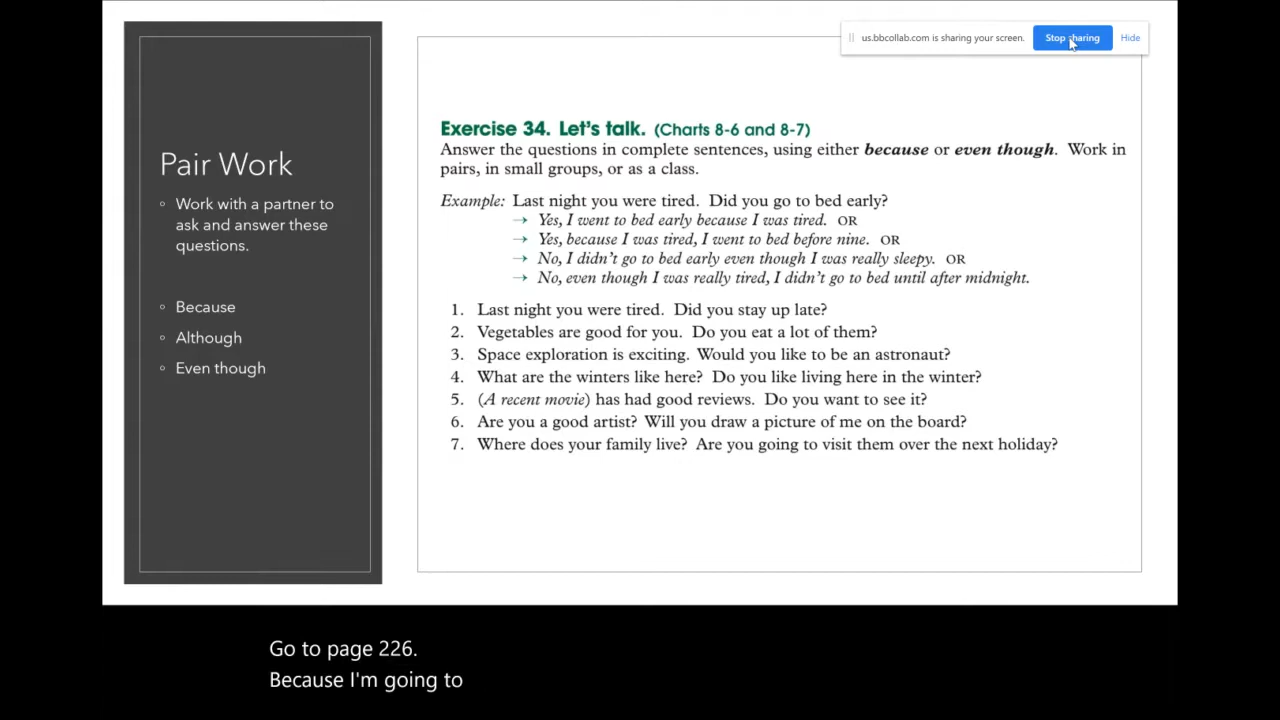 us.bbcollab.com is sharing your screen.
Stop sharing
Hide
Pair Work
◦ Work with a partner to
ask and answer these
questions.
◦ Because
◦ Although
◦ Even though
Exercise 34. Let's talk. (Charts 8-6 and 8-7)
Answer the questions in complete sentences, using either because or even though. Work in
pairs, in small groups, or as a class.
Example: Last night you were tired. Did you go to bed early?
→ Yes, I went to bed early because I was tired. OR
→ Yes, because I was tired, I went to bed before nine. OR
→ No, I didn't go to bed early even though I was really sleepy. OR
→ No, even though I was really tired, I didn't go to bed until after midnight.
1. Last night you were tired. Did you stay up late?
2. Vegetables are good for you. Do you eat a lot of them?
3. Space exploration is exciting. Would you like to be an astronaut?
4. What are the winters like here? Do you like living here in the winter?
5. (A recent movie) has had good reviews. Do you want to see it?
6. Are you a good artist? Will you draw a picture of me on the board?
7. Where does your family live? Are you going to visit them over the next holiday?
Go to page 226.
Because I'm going to